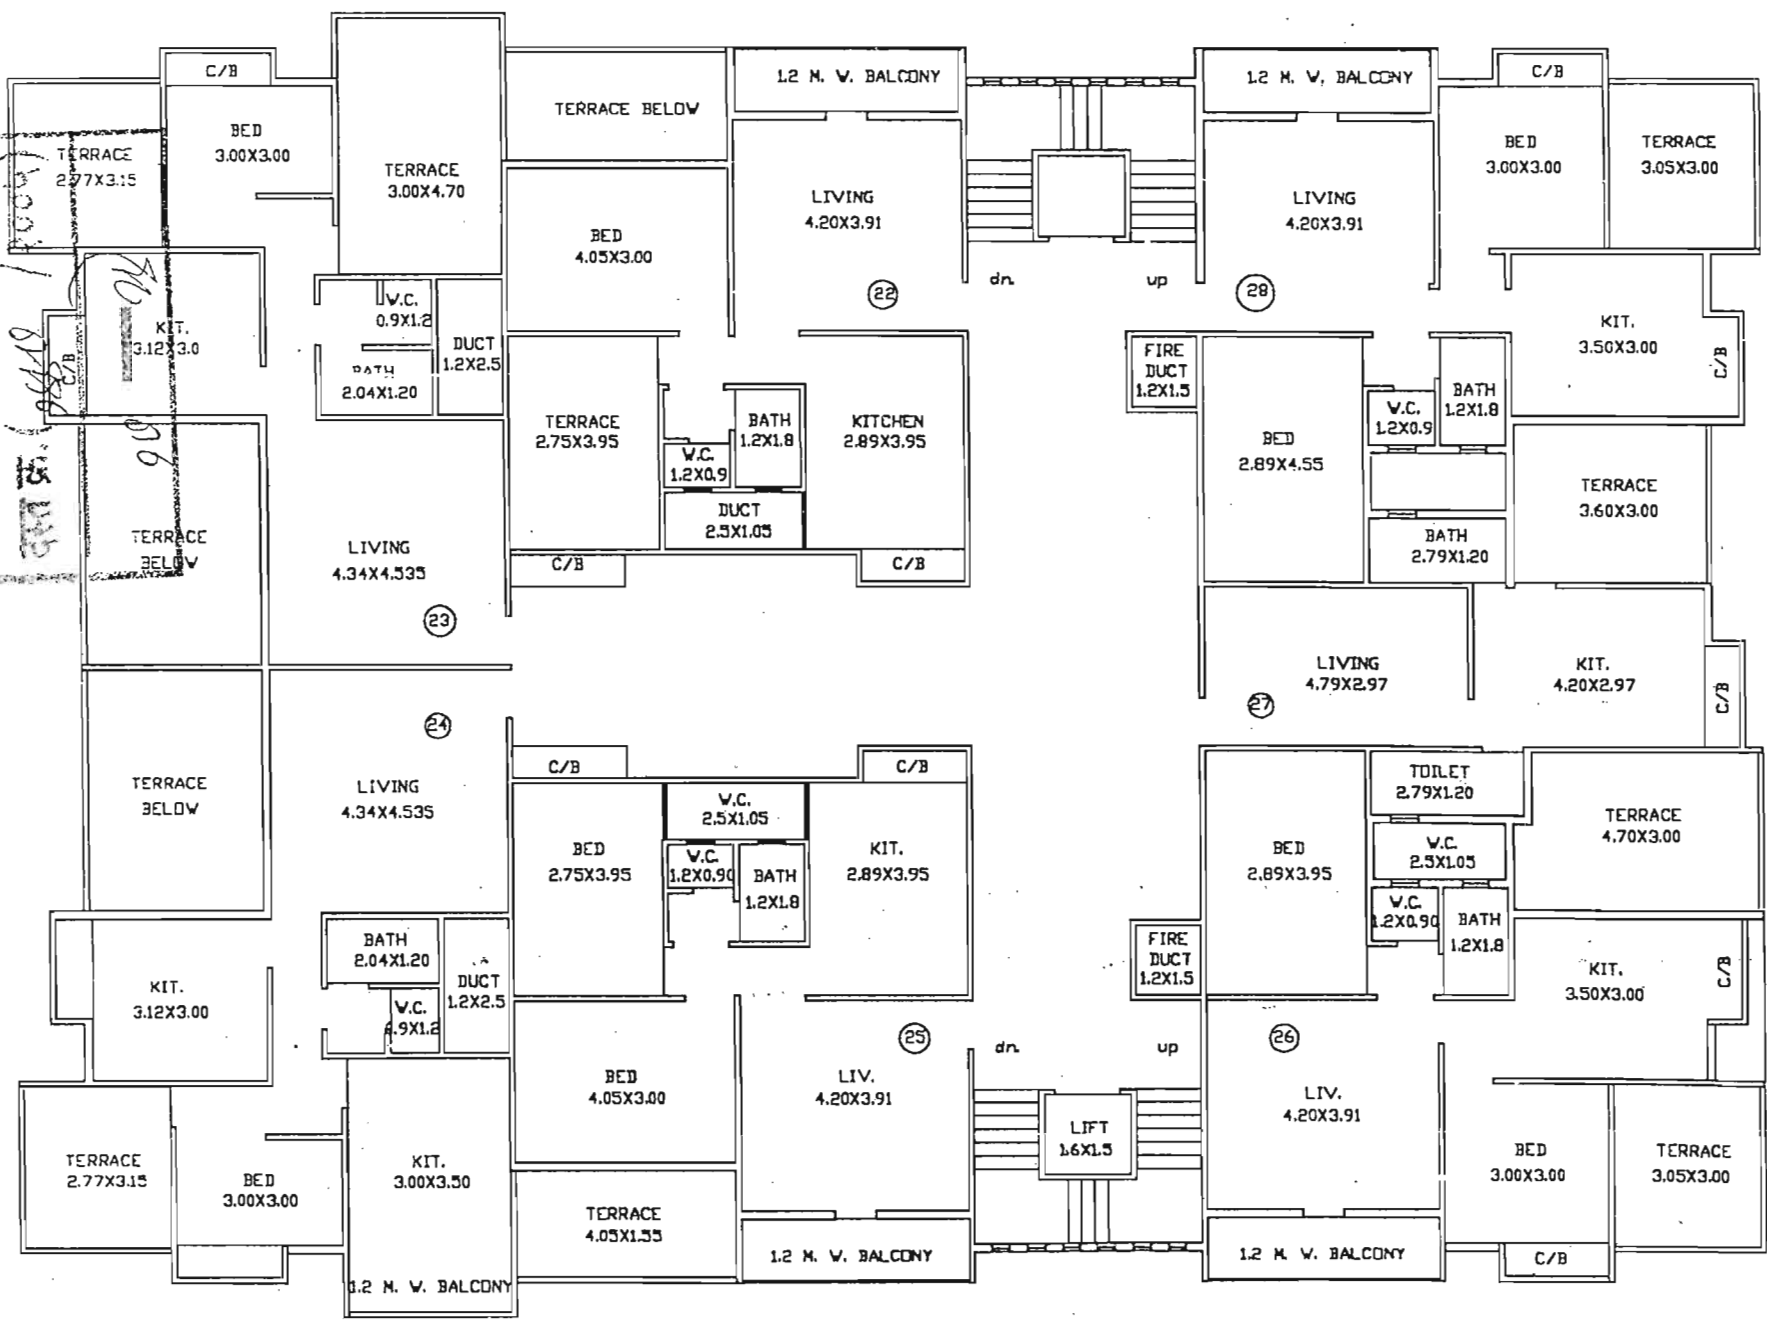 C/B
BED
3.00X3.00
TERRACE
2.77X3.15
TERRACE
3.00X4.70
TERRACE BELOW
1.2 M. W. BALCONY
1.2 M. W. BALCONY
C/B
BED
3.00X3.00
TERRACE
3.05X3.00
LIVING
4.20X3.91
22
BED
4.05X3.00
dn.
up
LIVING
4.20X3.91
28
KIT.
3.12X3.0
C/B
W.C.
0.9X1.2
DUCT
1.2X2.5
BATH
2.04X1.20
TERRACE
2.75X3.95
BATH
1.2X1.8
W.C.
1.2X0.9
DUCT
2.5X1.05
KITCHEN
2.89X3.95
C/B
C/B
FIRE
DUCT
1.2X1.5
BED
2.89X4.55
W.C.
1.2X0.9
BATH
1.2X1.8
KIT.
3.50X3.00
C/B
TERRACE
3.60X3.00
BATH
2.79X1.20
TERRACE
BELOW
LIVING
4.34X4.535
23
LIVING
4.79X2.97
27
KIT.
4.20X2.97
C/B
24
TERRACE
BELOW
LIVING
4.34X4.535
C/B
C/B
BED
2.75X3.95
W.C.
2.5X1.05
W.C.
1.2X0.90
BATH
1.2X1.8
KIT.
2.89X3.95
BED
2.89X3.95
TOILET
2.79X1.20
W.C.
2.5X1.05
W.C.
1.2X0.90
BATH
1.2X1.8
TERRACE
4.70X3.00
KIT.
3.12X3.00
BATH
2.04X1.20
DUCT
1.2X2.5
W.C.
.9X1.2
FIRE
DUCT
1.2X1.5
KIT.
3.50X3.00
C/B
25
dn.
up
26
BED
4.05X3.00
LIV.
4.20X3.91
LIFT
1.6X1.5
LIV.
4.20X3.91
TERRACE
2.77X3.15
BED
3.00X3.00
KIT.
3.00X3.50
1.2 M. W. BALCONY
TERRACE
4.05X1.55
1.2 M. W. BALCONY
1.2 M. W. BALCONY
BED
3.00X3.00
C/B
TERRACE
3.05X3.00